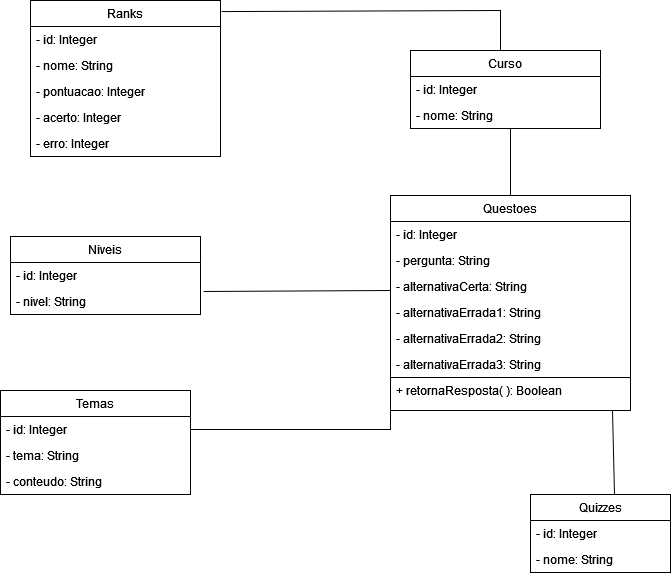 Ranks
- id: Integer
- nome: String
- pontuacao: Integer
- acerto: Integer
- erro: Integer
Curso
- id: Integer
- nome: String
Niveis
- id: Integer
- nivel: String
Questoes
- id: Integer
- pergunta: String
- alternativaCerta: String
- alternativaErrada1: String
- alternativaErrada2: String
- alternativaErrada3: String
+ retornaResposta( ): Boolean
Temas
- id: Integer
- tema: String
- conteudo: String
Quizzes
- id: Integer
- nome: String